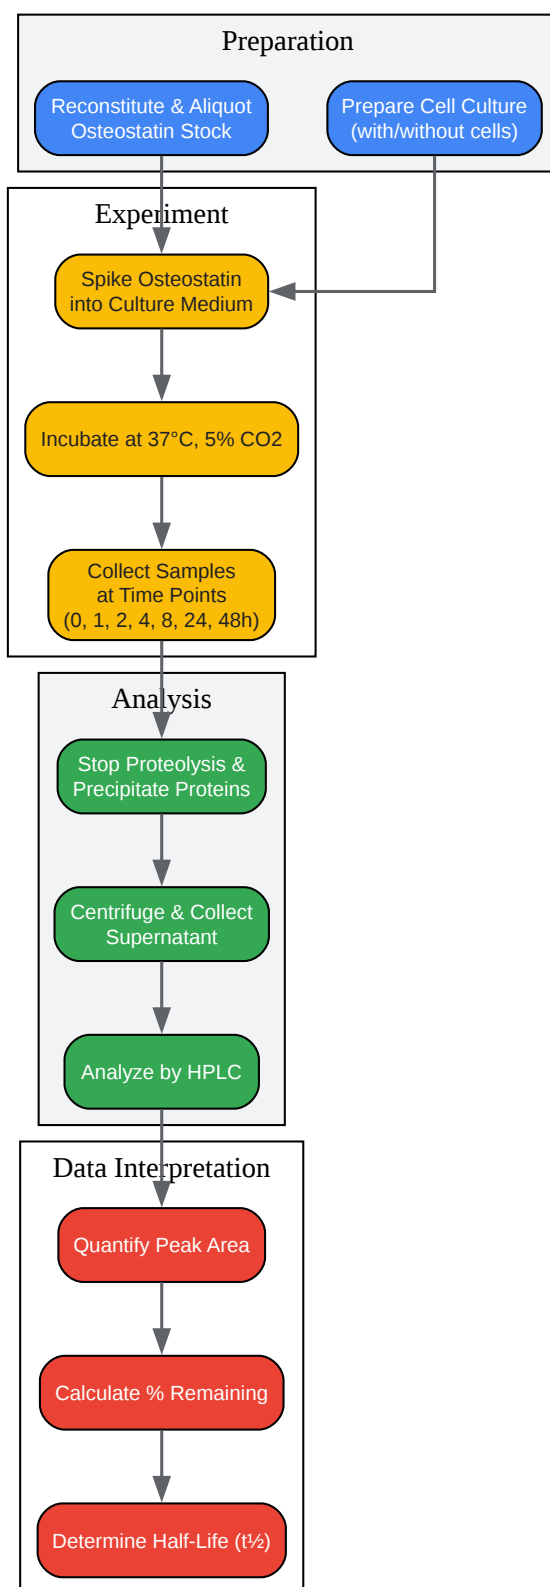 Preparation
Reconstitute & Aliquot
Osteostatin Stock
Prepare Cell Culture
(with/without cells)
Experiment
Spike Osteostatin
into Culture Medium
Incubate at 37°C, 5% CO2
Collect Samples
at Time Points
(0, 1, 2, 4, 8, 24, 48h)
Analysis
Stop Proteolysis &
Precipitate Proteins
Centrifuge & Collect
Supernatant
Analyze by HPLC
Data Interpretation
Quantify Peak Area
Calculate % Remaining
Determine Half-Life (t½)